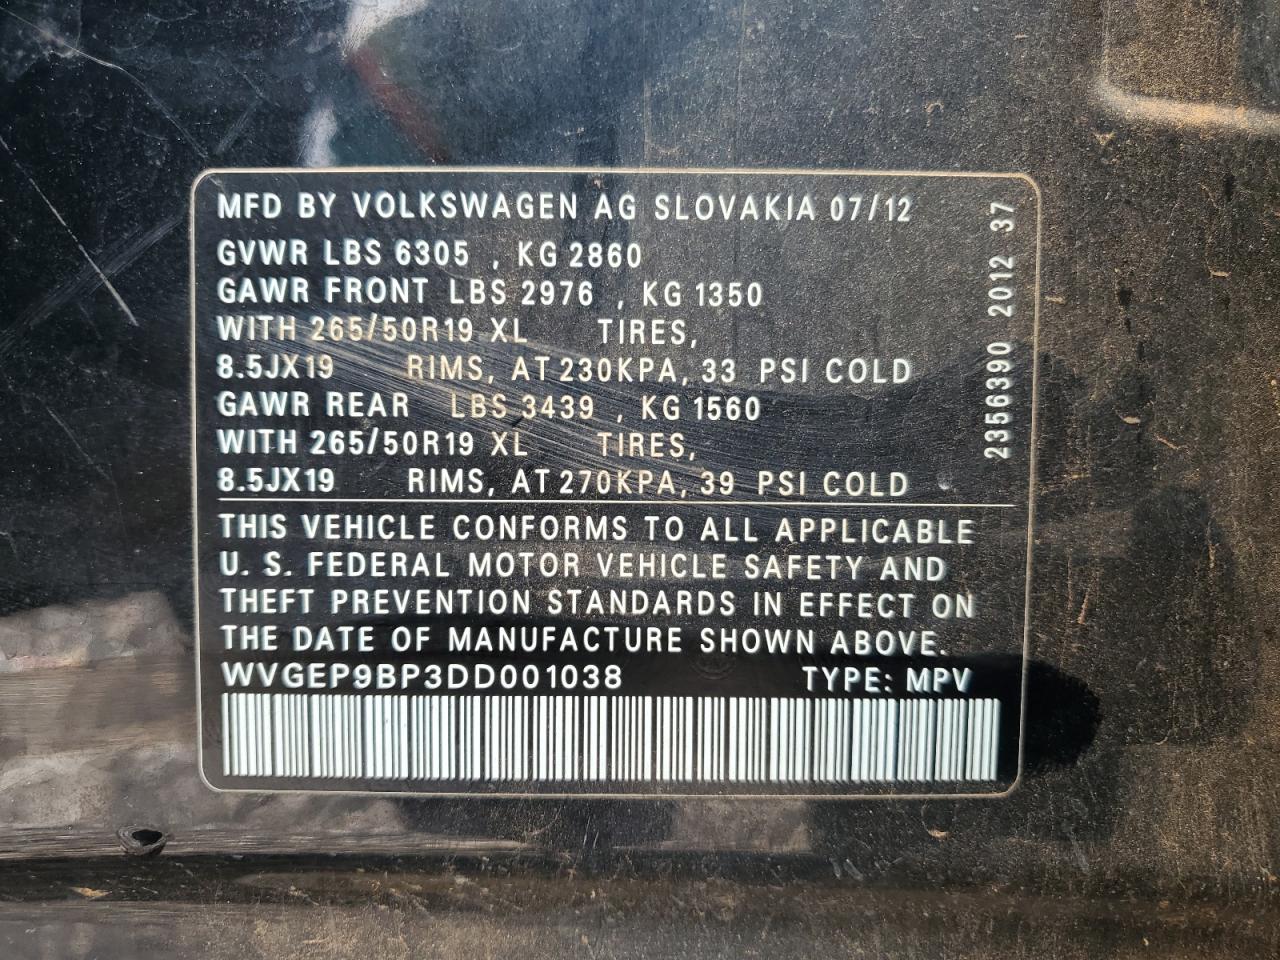 MFD BY VOLKSWAGEN AG SLOVAKIA 07/12
GVWR LBS 6305 , KG 2860
GAWR FRONT LBS 2976 , KG 1350
WITH 265/50R19 XL TIRES,
8.5JX19 RIMS, AT 230KPA, 33 PSI COLD
GAWR REAR LBS 3439 , KG 1560
WITH 265/50R19 XL TIRES,
8.5JX19 RIMS, AT 270KPA, 39 PSI COLD
THIS VEHICLE CONFORMS TO ALL APPLICABLE
U. S. FEDERAL MOTOR VEHICLE SAFETY AND
THEFT PREVENTION STANDARDS IN EFFECT ON
THE DATE OF MANUFACTURE SHOWN ABOVE.
WVGEP9BP3DD001038 TYPE: MPV
2356390 2012 37